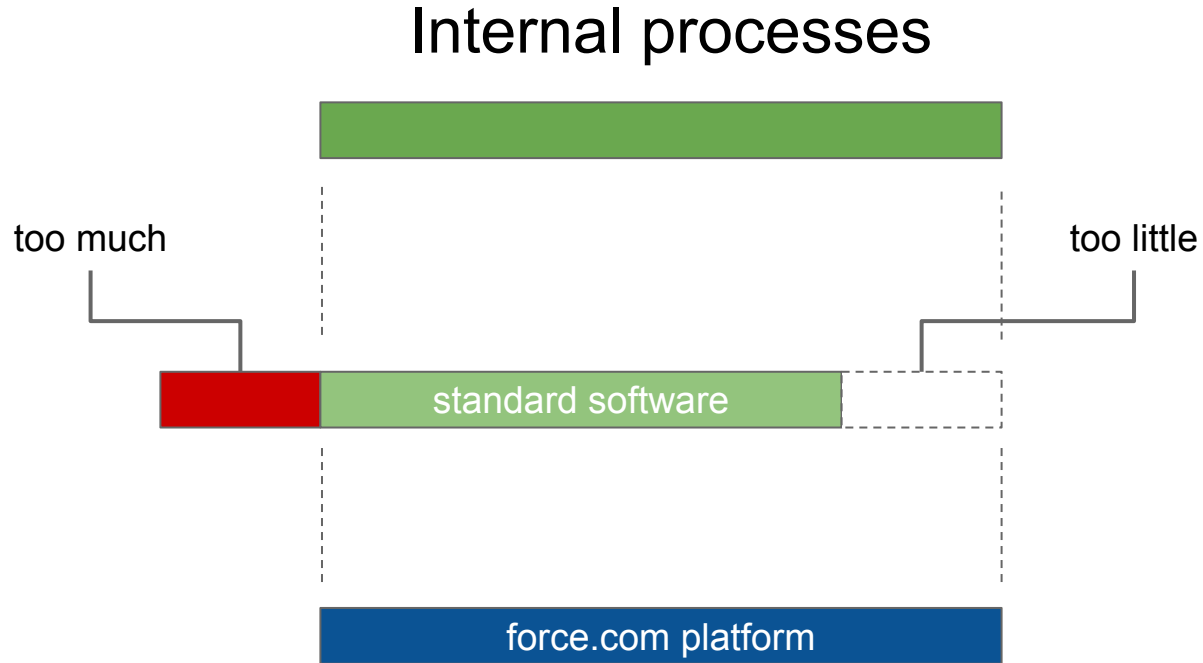 Internal processes
too much
too little
standard software
force.com platform